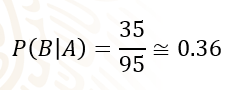 P(B|A) = 35/95 ≅ 0.36